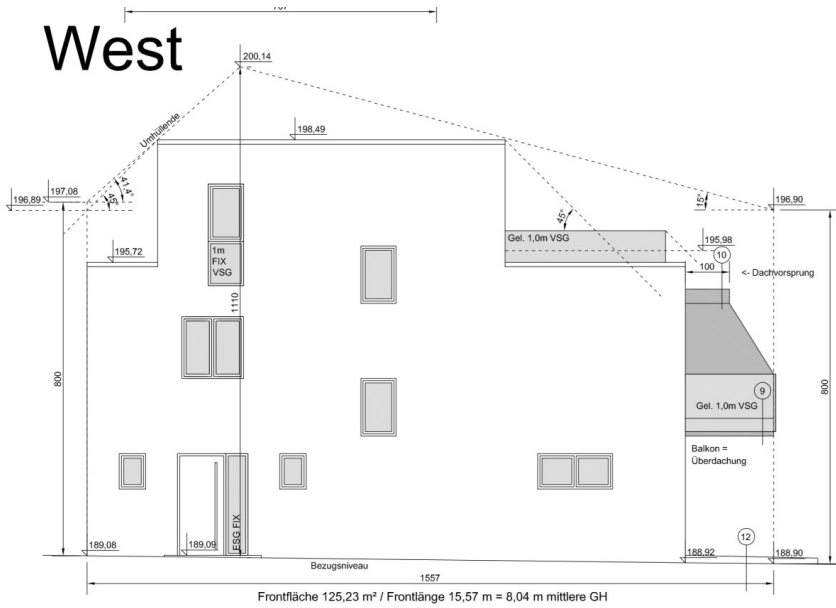 West
200,14
Umhüllende
198,49
41,4°
45°
197,08
196,89
15°
196,90
45°
Gel. 1,0m VSG
195,98
195,72
1m
FIX
VSG
10
100
<- Dachvorsprung
1110
800
800
9
Gel. 1,0m VSG
Balkon =
Überdachung
ESG FIX
12
189,08
189,09
188,92
188,90
Bezugsniveau
1557
Frontfläche 125,23 m² / Frontlänge 15,57 m = 8,04 m mittlere GH